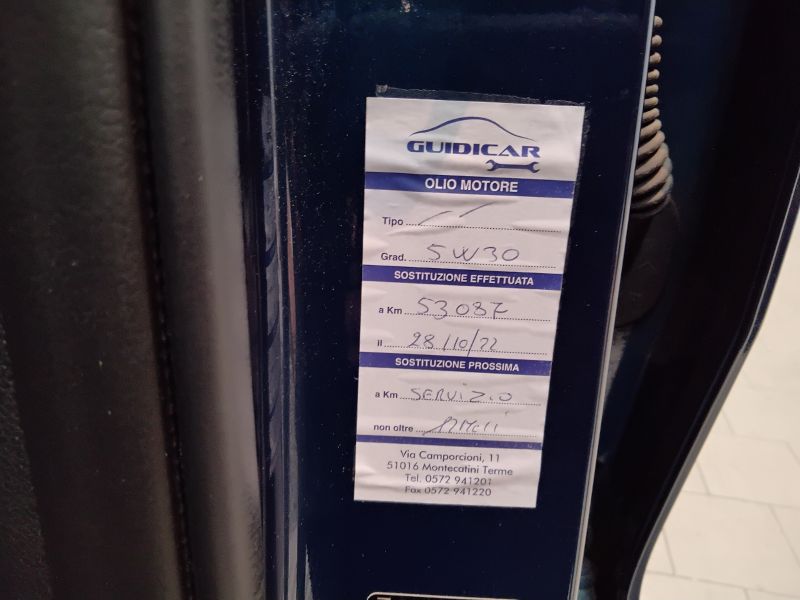 GUIDICAR
OLIO MOTORE
Tipo
Grad. 5W30
SOSTITUZIONE EFFETTUATA
a Km 53087
il 28/10/22
SOSTITUZIONE PROSSIMA
a Km SERVIZIO
non oltre
Via Camporcioni, 11
51016 Montecatini Terme
Tel. 0572 941201
Fax 0572 941220